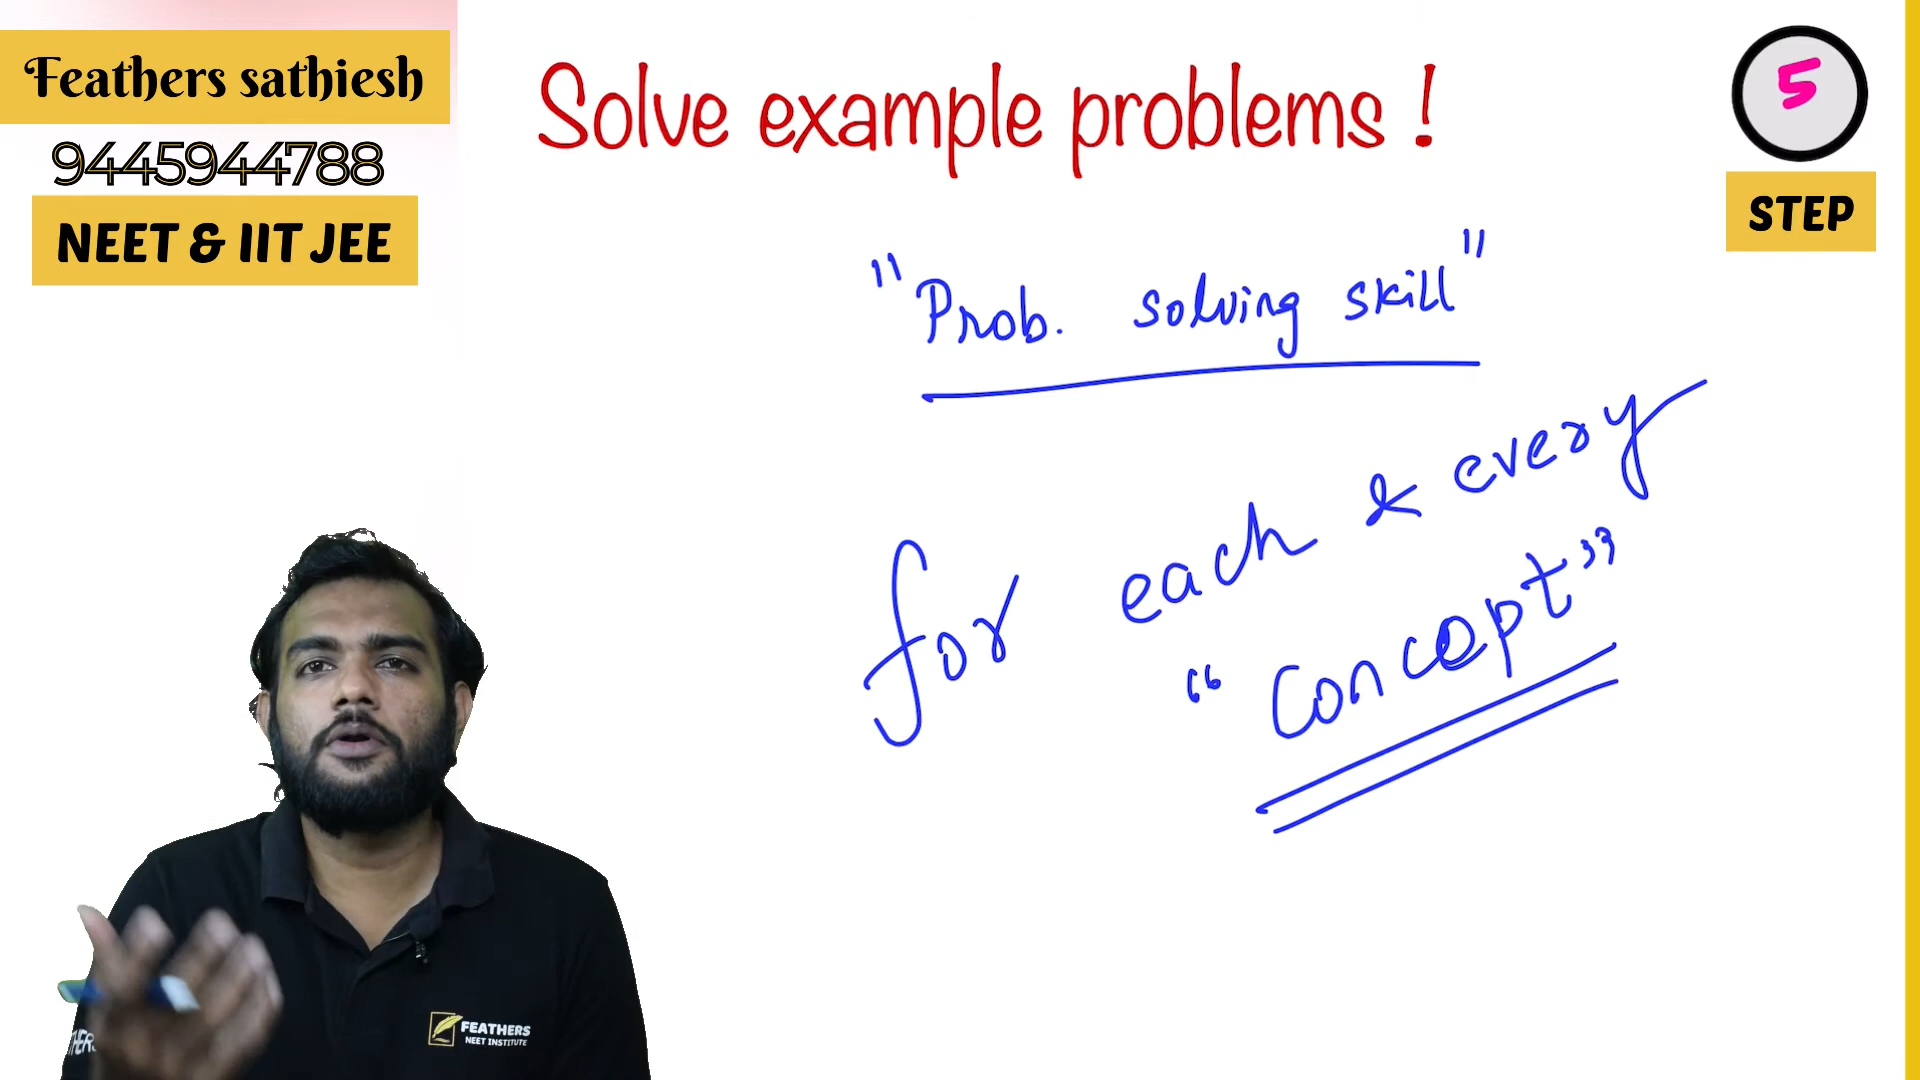 Feathers sathiesh
9445944788
NEET & IIT JEE
Solve example problems !
5
STEP
"Prob. solving skill"
for each & every
"Concept"
FEATHERS
NEET INSTITUTE